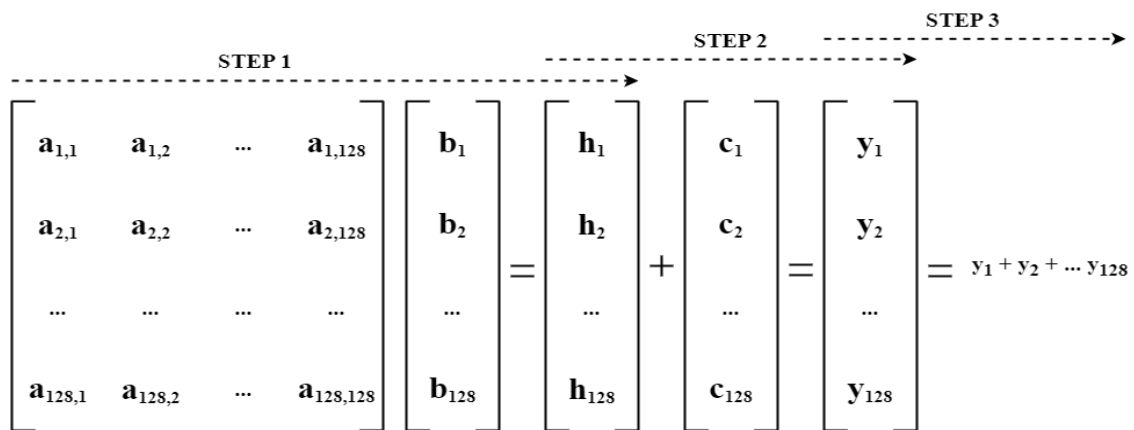 STEP 3
STEP 2
STEP 1
a1,1 a1,2 ... a1,128 b1 h1 c1 y1
a2,1 a2,2 ... a2,128 b2 h2 c2 y2
= + = = y1 + y2 + ... y128
... ... ... ... ... ... ... ...
a128,1 a128,2 ... a128,128 b128 h128 c128 y128